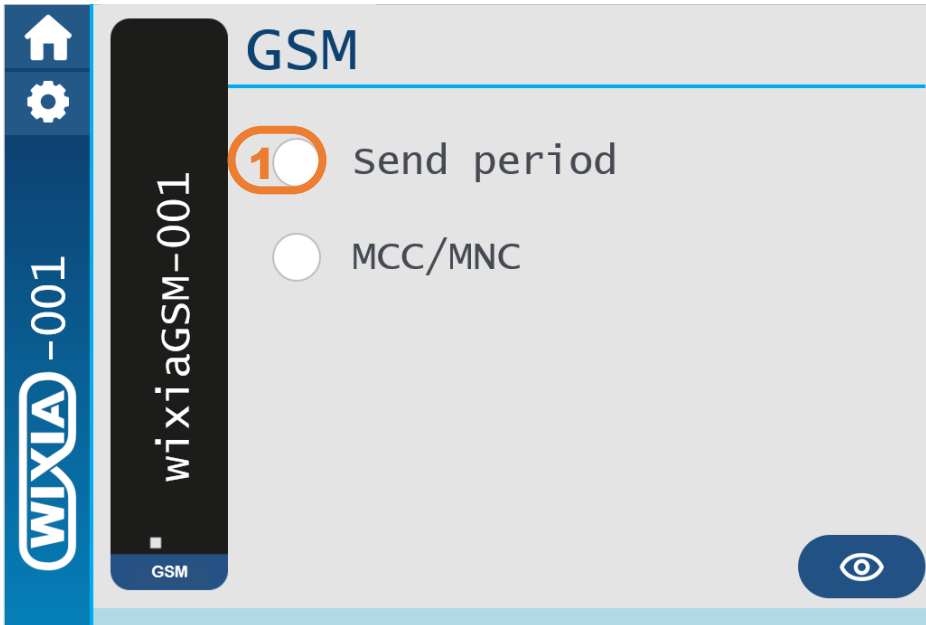 WIXIA-001
wixiaGSM-001
GSM
GSM
1 Send period
MCC/MNC